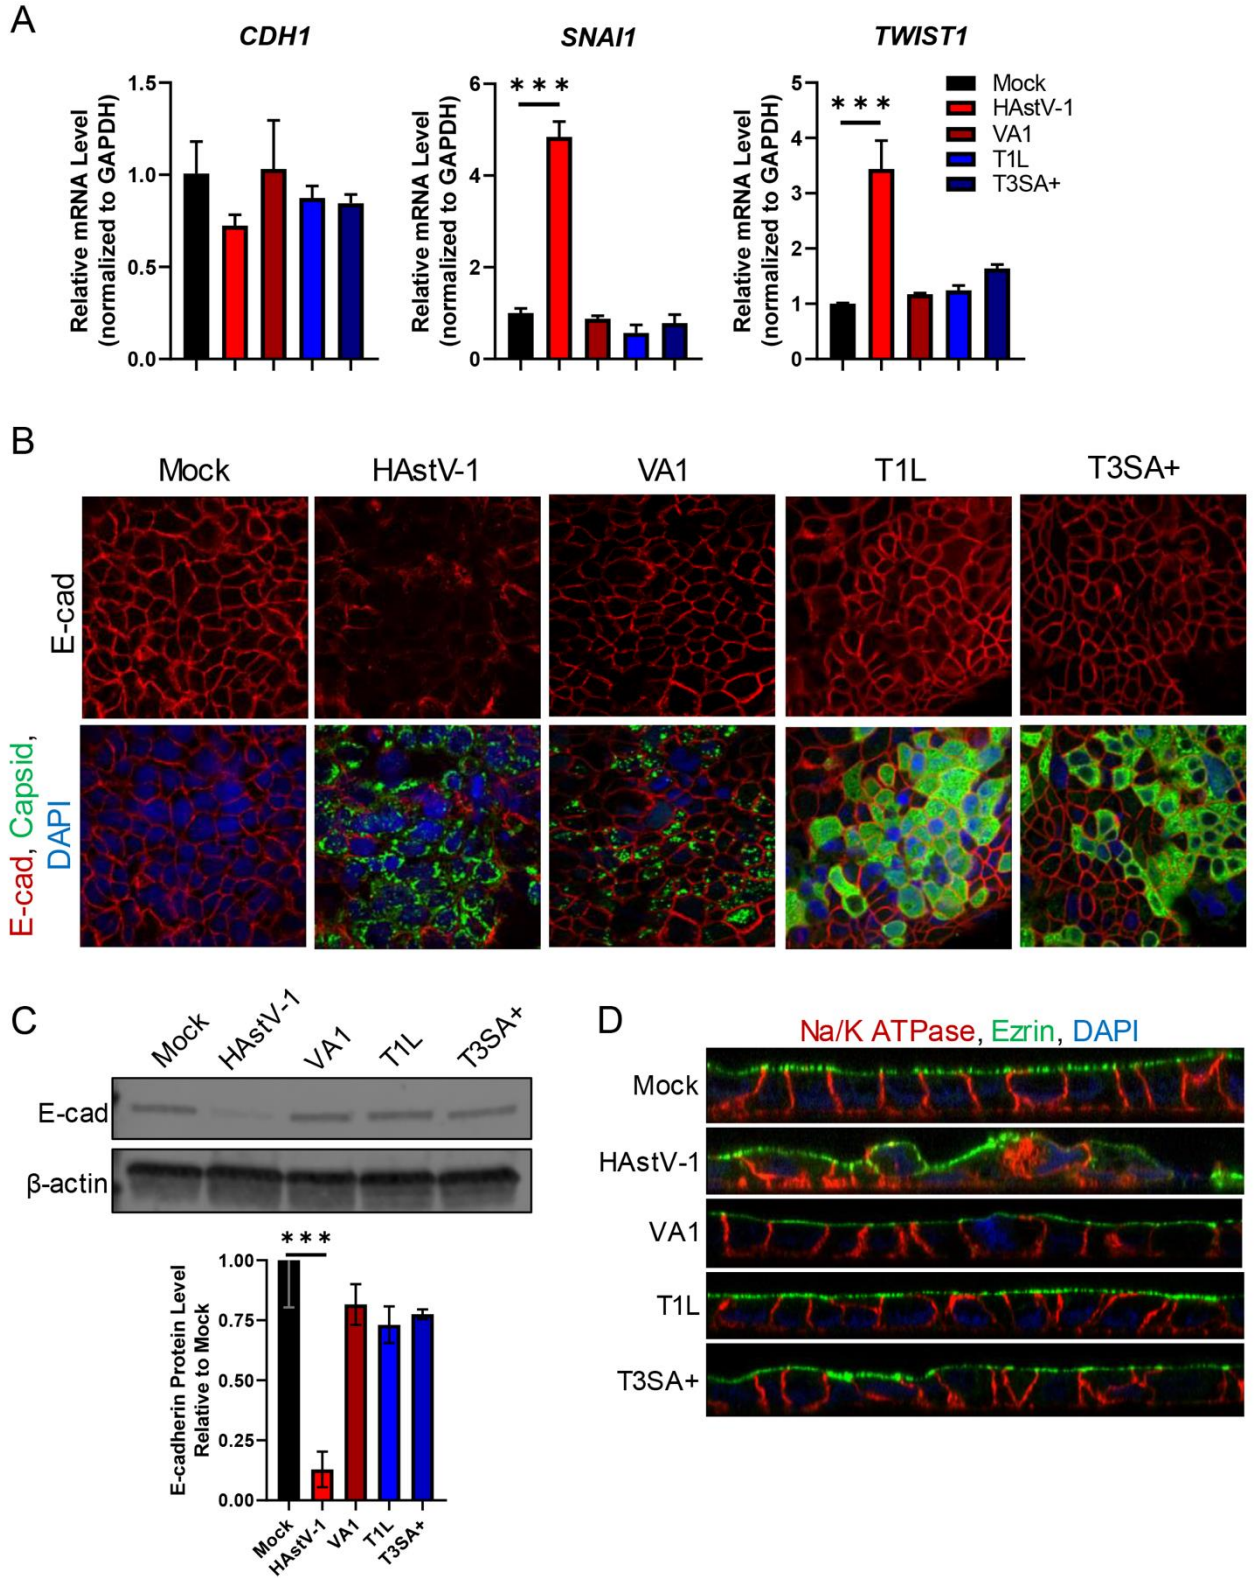 A
CDH1
SNAI1
TWIST1
Relative mRNA Level
(normalized to GAPDH)
1.5
1.0
0.5
0.0
Relative mRNA Level
(normalized to GAPDH)
6
4
2
0
***
Relative mRNA Level
(normalized to GAPDH)
5
4
3
2
1
0
***
Mock
HAstV-1
VA1
T1L
T3SA+
B
Mock
HAstV-1
VA1
T1L
T3SA+
E-cad
E-cad, Capsid,
DAPI
C
Mock
HAstV-1
VA1
T1L
T3SA+
E-cad
β-actin
***
E-cadherin Protein Level
Relative to Mock
1.00
0.75
0.50
0.25
0.00
Mock
HAstV-1
VA1
T1L
T3SA+
D
Na/K ATPase, Ezrin, DAPI
Mock
HAstV-1
VA1
T1L
T3SA+